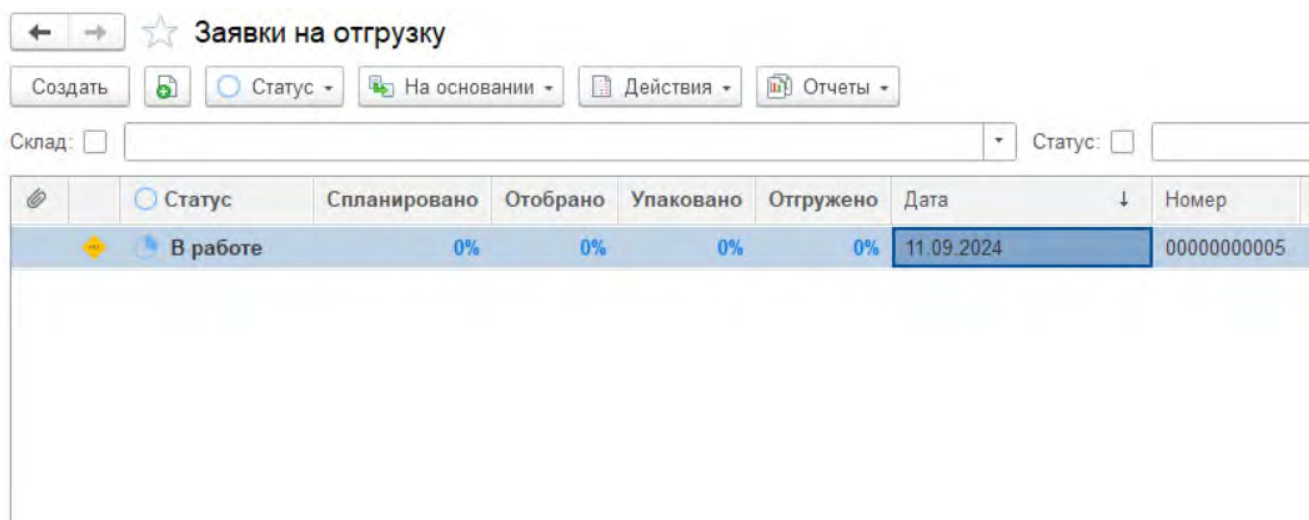 Заявки на отгрузку
Создать Статус На основании Действия Отчеты
Склад: Статус:
Статус Спланировано Отобрано Упаковано Отгружено Дата ↓ Номер
В работе 0% 0% 0% 0% 11.09.2024 00000000005